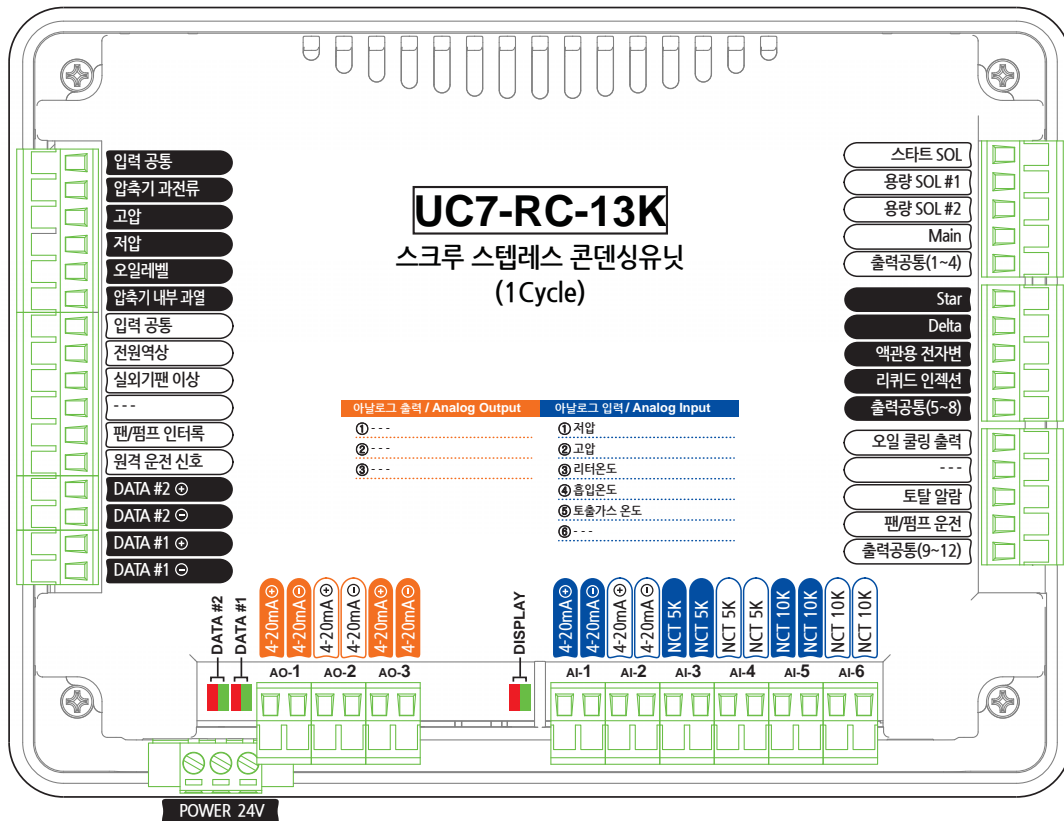 입력 공통
압축기 과전류
고압
저압
오일레벨
압축기 내부 과열
입력 공통
전원역상
실외기팬 이상
---
팬/펌프 인터록
원격 운전 신호
DATA #2 ⊕
DATA #2 ⊖
DATA #1 ⊕
DATA #1 ⊖
UC7-RC-13K
스크루 스텝레스 콘덴싱유닛
(1Cycle)
아날로그 출력 / Analog Output
① ---
② ---
③ ---
아날로그 입력 / Analog Input
① 저압
② 고압
③ 리터온도
④ 흡입온도
⑤ 토출가스 온도
⑥ ---
스타트 SOL
용량 SOL #1
용량 SOL #2
Main
출력공통(1~4)
Star
Delta
액관용 전자변
리퀴드 인젝션
출력공통(5~8)
오일 쿨링 출력
---
토탈 알람
팬/펌프 운전
출력공통(9~12)
DATA #2
DATA #1
4-20mA⊕
4-20mA⊖
4-20mA⊕
4-20mA⊖
4-20mA⊕
4-20mA⊖
DISPLAY
4-20mA⊕
4-20mA⊖
4-20mA⊕
4-20mA⊖
NCT 5K
NCT 5K
NCT 5K
NCT 5K
NCT 10K
NCT 10K
NCT 10K
NCT 10K
AO-1
AO-2
AO-3
AI-1
AI-2
AI-3
AI-4
AI-5
AI-6
POWER 24V